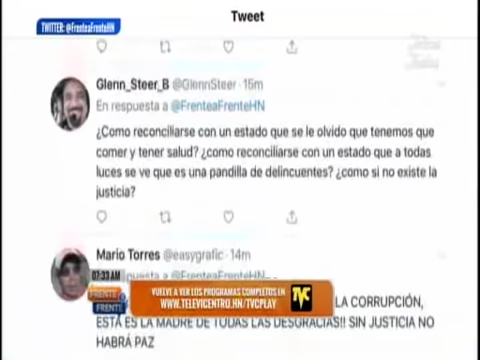 Tweet
TWITTER: @FrenteaFrenteHN
Glenn_Steer_B @GlennSteer · 15m
En respuesta a @FrenteaFrenteHN
¿Como reconciliarse con un estado que se le olvido que tenemos que
comer y tener salud? ¿como reconciliarse con un estado que a todas
luces se ve que es una pandilla de delincuentes? ¿como si no existe la
justicia?
Mario Torres @easygrafic · 14m
07:33 AM
puesta a @FrenteaFrenteHN
FRENTE a
FRENTE
VUELVE A VER LOS PROGRAMAS COMPLETOS EN
WWW.TELEVICENTRO.HN/TVCPLAY
TVC
LA CORRUPCIÓN,
ESTA ES LA MADRE DE TODAS LAS DESGRACIAS!! SIN JUSTICIA NO
HABRÁ PAZ